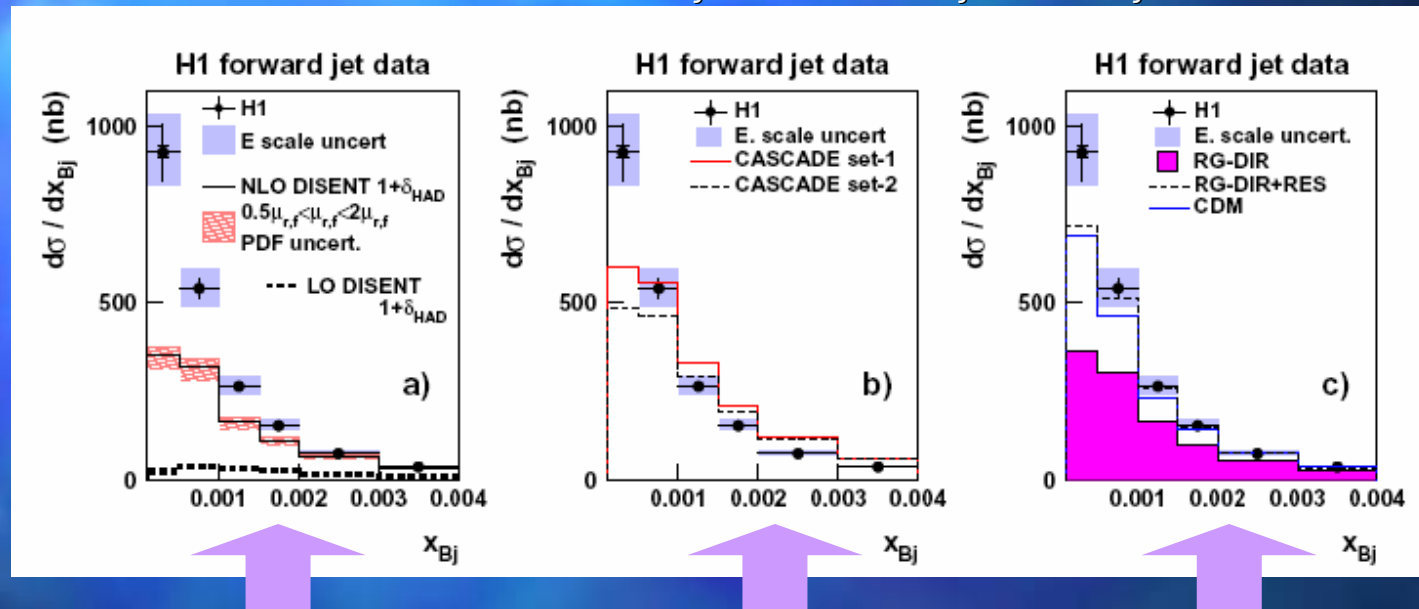 H1 forward jet data
dσ / dx_Bj (nb)
1000
500
0
H1
E scale uncert
NLO DISENT 1+δ_HAD
0.5μ_r,f<μ_r,f<2μ_r,f
PDF uncert.
LO DISENT
1+δ_HAD
a)
0.001 0.002 0.003 0.004
x_Bj
H1 forward jet data
dσ / dx_Bj (nb)
1000
500
0
H1
E. scale uncert
CASCADE set-1
CASCADE set-2
b)
0.001 0.002 0.003 0.004
x_Bj
H1 forward jet data
dσ / dx_Bj (nb)
1000
500
0
H1
E. scale uncert.
RG-DIR
RG-DIR+RES
CDM
c)
0.001 0.002 0.003 0.004
x_Bj